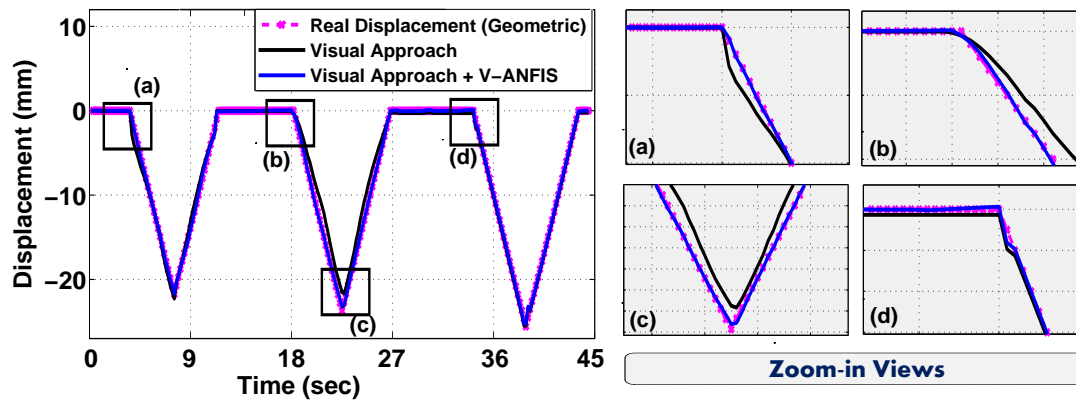 Real Displacement (Geometric)
Visual Approach
Visual Approach + V−ANFIS
Displacement (mm)
10
0
−10
−20
(a)
(b)
(c)
(d)
0 9 18 27 36 45
Time (sec)
(a)
(b)
(c)
(d)
Zoom-in Views